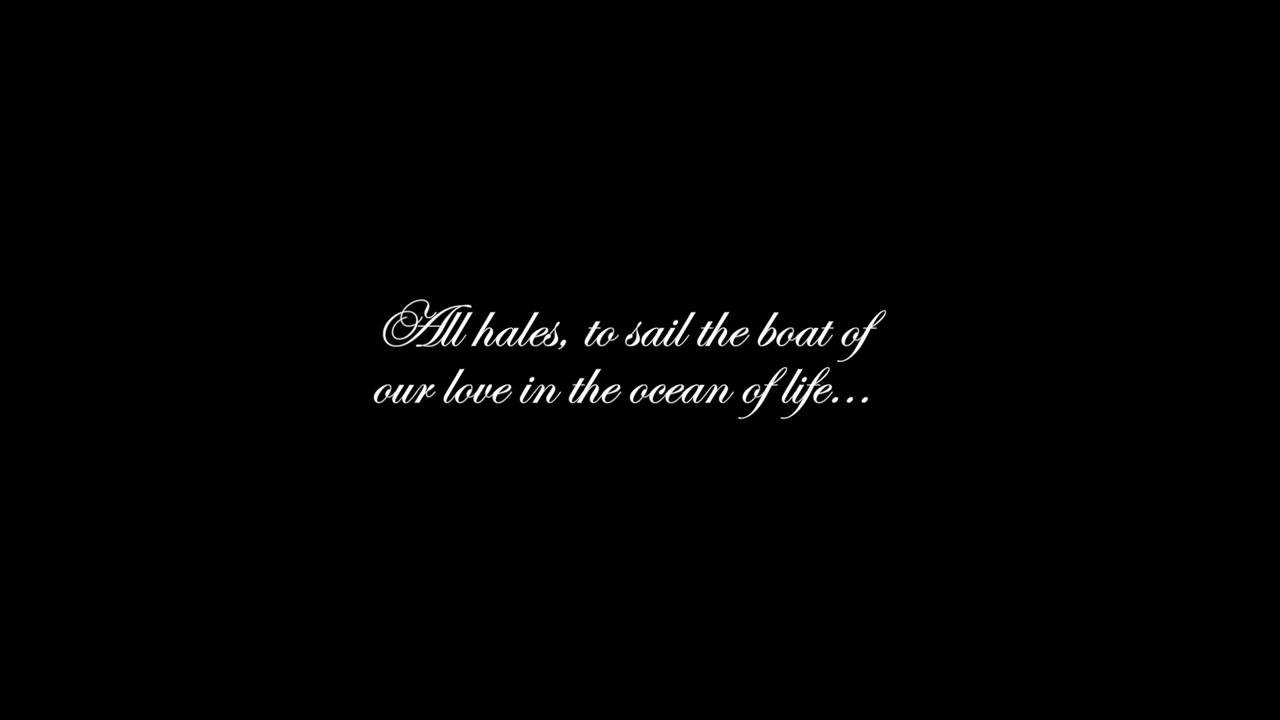 All hales, to sail the boat of
our love in the ocean of life...